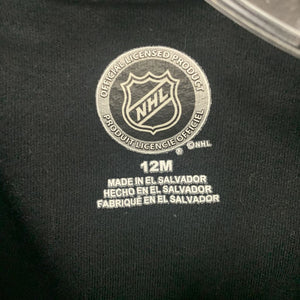 OFFICIAL LICENSED PRODUCT
NHL
PRODUIT LICENCIÉ OFFICIEL
® ©NHL
12M
MADE IN EL SALVADOR
HECHO EN EL SALVADOR
FABRIQUÉ EN EL SALVADOR